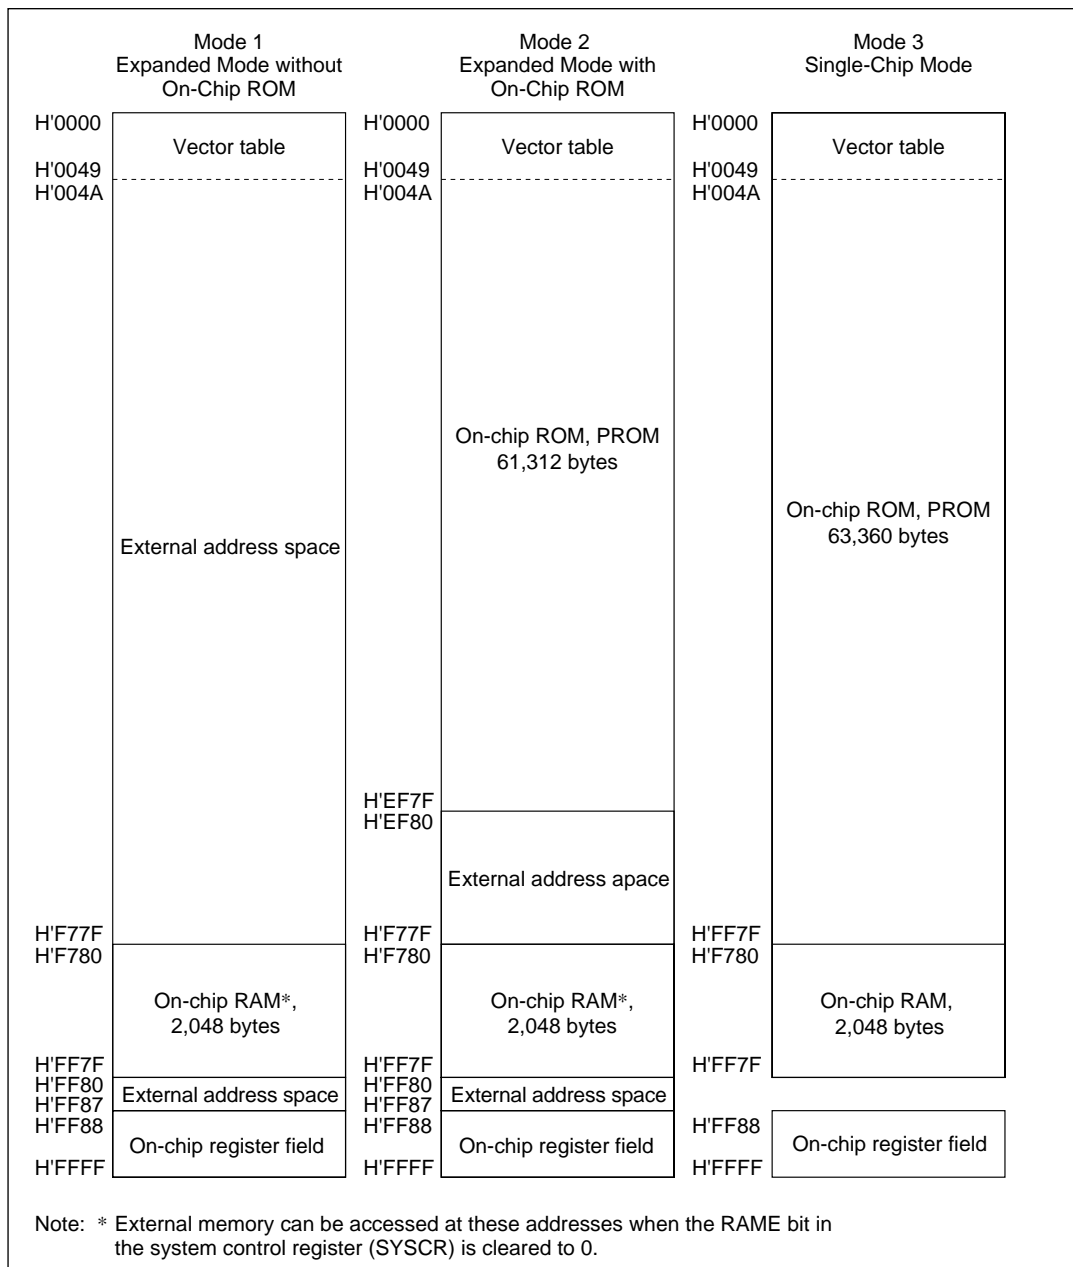 Mode 1
Expanded Mode without
On-Chip ROM
H'0000
Vector table
H'0049
H'004A
External address space
H'F77F
H'F780
On-chip RAM*,
2,048 bytes
H'FF7F
H'FF80
External address space
H'FF87
H'FF88
On-chip register field
H'FFFF
Mode 2
Expanded Mode with
On-Chip ROM
H'0000
Vector table
H'0049
H'004A
On-chip ROM, PROM
61,312 bytes
H'EF7F
H'EF80
External address apace
H'F77F
H'F780
On-chip RAM*,
2,048 bytes
H'FF7F
H'FF80
External address space
H'FF87
H'FF88
On-chip register field
H'FFFF
Mode 3
Single-Chip Mode
H'0000
Vector table
H'0049
H'004A
On-chip ROM, PROM
63,360 bytes
H'FF7F
H'F780
On-chip RAM,
2,048 bytes
H'FF7F
H'FF88
On-chip register field
H'FFFF
Note: * External memory can be accessed at these addresses when the RAME bit in
the system control register (SYSCR) is cleared to 0.